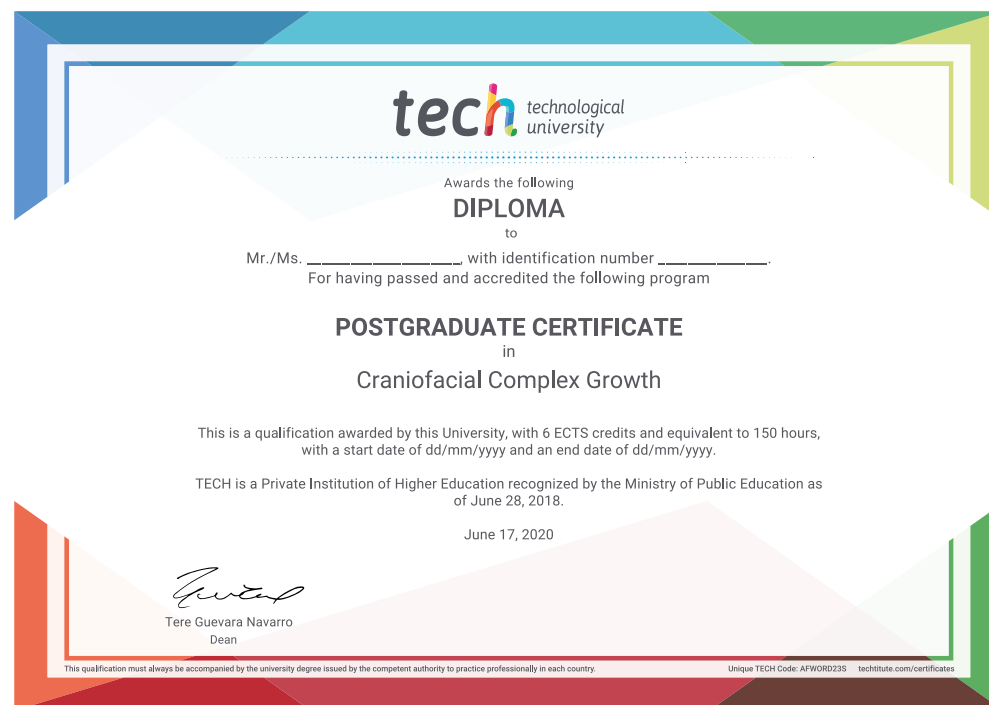 tech technological
university
Awards the following
DIPLOMA
to
Mr./Ms. ____________________, with identification number ______________.
For having passed and accredited the following program
POSTGRADUATE CERTIFICATE
in
Craniofacial Complex Growth
This is a qualification awarded by this University, with 6 ECTS credits and equivalent to 150 hours,
with a start date of dd/mm/yyyy and an end date of dd/mm/yyyy.
TECH is a Private Institution of Higher Education recognized by the Ministry of Public Education as
of June 28, 2018.
June 17, 2020
Tere Guevara Navarro
Dean
This qualification must always be accompanied by the university degree issued by the competent authority to practice professionally in each country.
Unique TECH Code: AFWORD23S techtitute.com/certificates